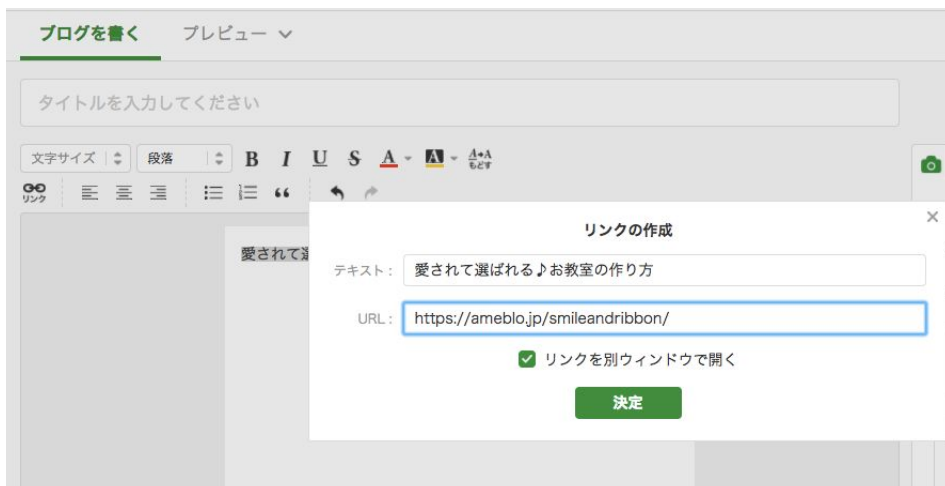 ブログを書く プレビュー
タイトルを入力してください
文字サイズ 段落 B I U S A A A→A もどす
リンク
リンクの作成
愛されて選
テキスト: 愛されて選ばれる♪お教室の作り方
URL: https://ameblo.jp/smileandribbon/
リンクを別ウィンドウで開く
決定